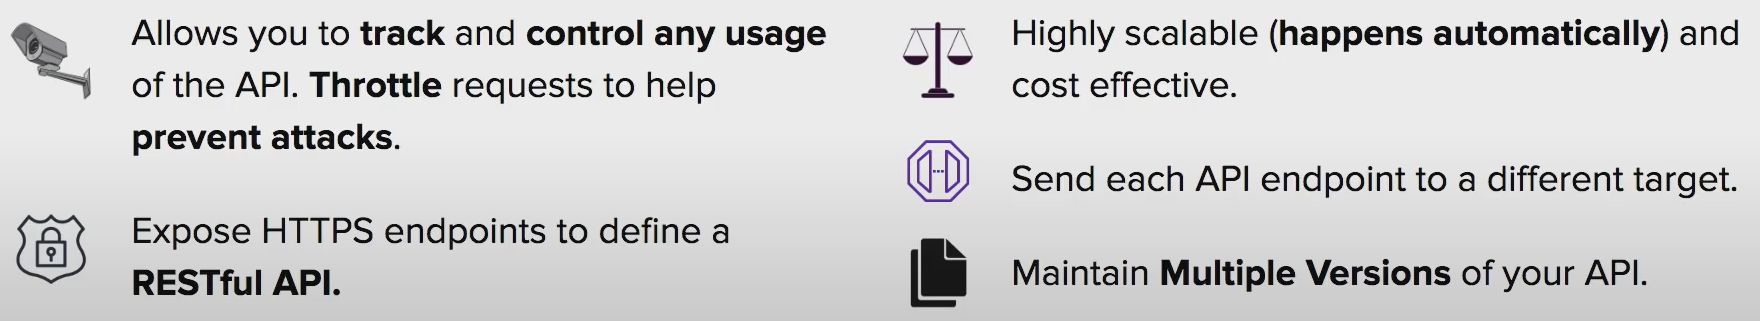 Allows you to track and control any usage
of the API. Throttle requests to help
prevent attacks.
Expose HTTPS endpoints to define a
RESTful API.
Highly scalable (happens automatically) and
cost effective.
Send each API endpoint to a different target.
Maintain Multiple Versions of your API.